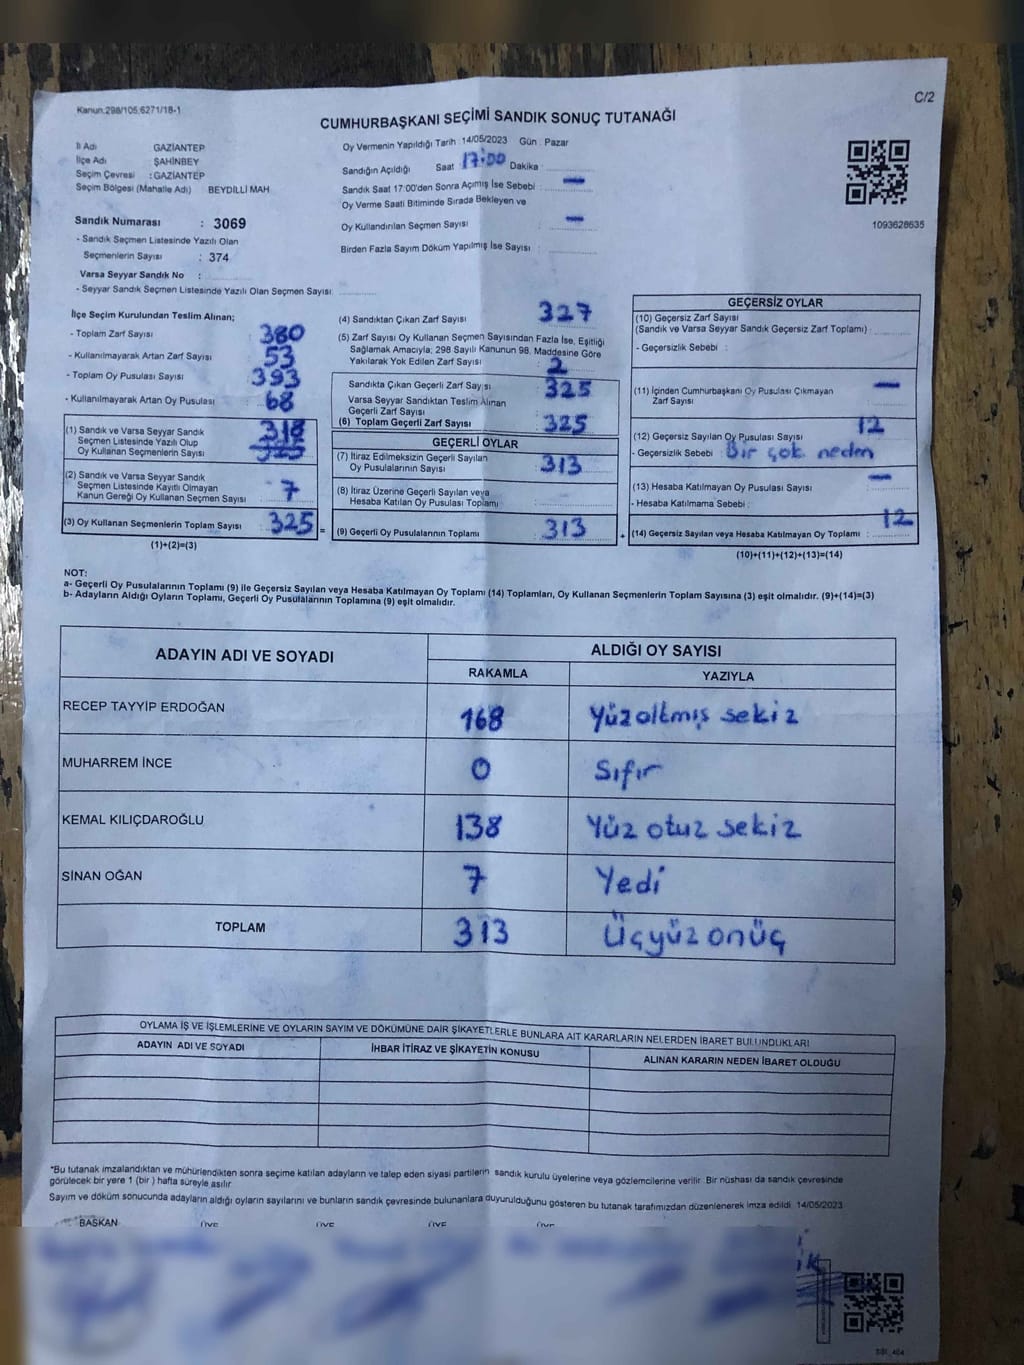 Kanun:298/105;6271/18-1
C/2
CUMHURBAŞKANI SEÇİMİ SANDIK SONUÇ TUTANAĞI
İl Adı GAZİANTEP
İlçe Adı ŞAHİNBEY
Seçim Çevresi : GAZİANTEP
Seçim Bölgesi (Mahalle Adı) BEYDİLLİ MAH
Sandık Numarası : 3069
- Sandık Seçmen Listesinde Yazılı Olan
Seçmenlerin Sayısı : 374
Varsa Seyyar Sandık No :
- Seyyar Sandık Seçmen Listesinde Yazılı Olan Seçmen Sayısı:
Oy Vermenin Yapıldığı Tarih : 14/05/2023 Gün : Pazar
Sandığın Açıldığı Saat 17:00 Dakika
Sandık Saat 17:00'den Sonra Açımış İse Sebebi : —
Oy Verme Saati Bitiminde Sırada Bekleyen ve
Oy Kullandırılan Seçmen Sayısı : —
Birden Fazla Sayım Döküm Yapılmış İse Sayısı :
1093628635
İlçe Seçim Kurulundan Teslim Alınan;
- Toplam Zarf Sayısı : 380
- Kullanılmayarak Artan Zarf Sayısı : 53
- Toplam Oy Pusulası Sayısı : 393
- Kullanılmayarak Artan Oy Pusulası : 68
(1) Sandık ve Varsa Seyyar Sandık
Seçmen Listesinde Yazılı Olup
Oy Kullanan Seçmenlerin Sayısı : 318 325
(2) Sandık ve Varsa Seyyar Sandık
Seçmen Listesinde Kayıtlı Olmayan
Kanun Gereği Oy Kullanan Seçmen Sayısı : 7
(3) Oy Kullanan Seçmenlerin Toplam Sayısı : 325 =
(1)+(2)=(3)
(4) Sandıktan Çıkan Zarf Sayısı : 327
(5) Zarf Sayısı Oy Kullanan Seçmen Sayısından Fazla İse, Eşitliği
Sağlamak Amacıyla; 298 Sayılı Kanunun 98. Maddesine Göre
Yakılarak Yok Edilen Zarf Sayısı : 2
Sandıkta Çıkan Geçerli Zarf Sayısı : 325
Varsa Seyyar Sandıktan Teslim Alınan
Geçerli Zarf Sayısı :
(6) Toplam Geçerli Zarf Sayısı : 325
GEÇERLİ OYLAR
(7) İtiraz Edilmeksizin Geçerli Sayılan
Oy Pusulalarının Sayısı : 313
(8) İtiraz Üzerine Geçerli Sayılan veya
Hesaba Katılan Oy Pusulası Toplamı :
(9) Geçerli Oy Pusulalarının Toplamı : 313 +
GEÇERSİZ OYLAR
(10) Geçersiz Zarf Sayısı
(Sandık ve Varsa Seyyar Sandık Geçersiz Zarf Toplamı) :
- Geçersizlik Sebebi :
(11) İçinden Cumhurbaşkanı Oy Pusulası Çıkmayan
Zarf Sayısı : —
(12) Geçersiz Sayılan Oy Pusulası Sayısı : 12
- Geçersizlik Sebebi : Bir çok neden
(13) Hesaba Katılmayan Oy Pusulası Sayısı : —
- Hesaba Katılmama Sebebi :
(14) Geçersiz Sayılan veya Hesaba Katılmayan Oy Toplamı : 12
(10)+(11)+(12)+(13)=(14)
NOT:
a- Geçerli Oy Pusulalarının Toplamı (9) ile Geçersiz Sayılan veya Hesaba Katılmayan Oy Toplamı (14) Toplamları, Oy Kullanan Seçmenlerin Toplam Sayısına (3) eşit olmalıdır. (9)+(14)=(3)
b- Adayların Aldığı Oyların Toplamı, Geçerli Oy Pusulalarının Toplamına (9) eşit olmalıdır.
ADAYIN ADI VE SOYADI
ALDIĞI OY SAYISI
RAKAMLA YAZIYLA
RECEP TAYYİP ERDOĞAN 168 Yüzaltmış sekiz
MUHARREM İNCE 0 Sıfır
KEMAL KILIÇDAROĞLU 138 Yüz otuz sekiz
SİNAN OĞAN 7 Yedi
TOPLAM 313 Üçyüz onüç
OYLAMA İŞ VE İŞLEMLERİNE VE OYLARIN SAYIM VE DÖKÜMÜNE DAİR ŞİKAYETLERLE BUNLARA AİT KARARLARIN NELERDEN İBARET BULUNDUKLARI
ADAYIN ADI VE SOYADI İHBAR İTİRAZ VE ŞİKAYETİN KONUSU ALINAN KARARIN NEDEN İBARET OLDUĞU
*Bu tutanak imzalandıktan ve mühürlendikten sonra seçime katılan adayların ve talep eden siyasi partilerin sandık kurulu üyelerine veya gözlemcilerine verilir. Bir nüshası da sandık çevresinde
görülecek bir yere 1 (bir ) hafta süreyle asılır.
Sayım ve döküm sonucunda adayların aldığı oyların sayılarını ve bunların sandık çevresinde bulunanlara duyurulduğunu gösteren bu tutanak tarafımızdan düzenlenerek imza edildi. 14/05/2023
BAŞKAN ÜYE ÜYE ÜYE ÜYE